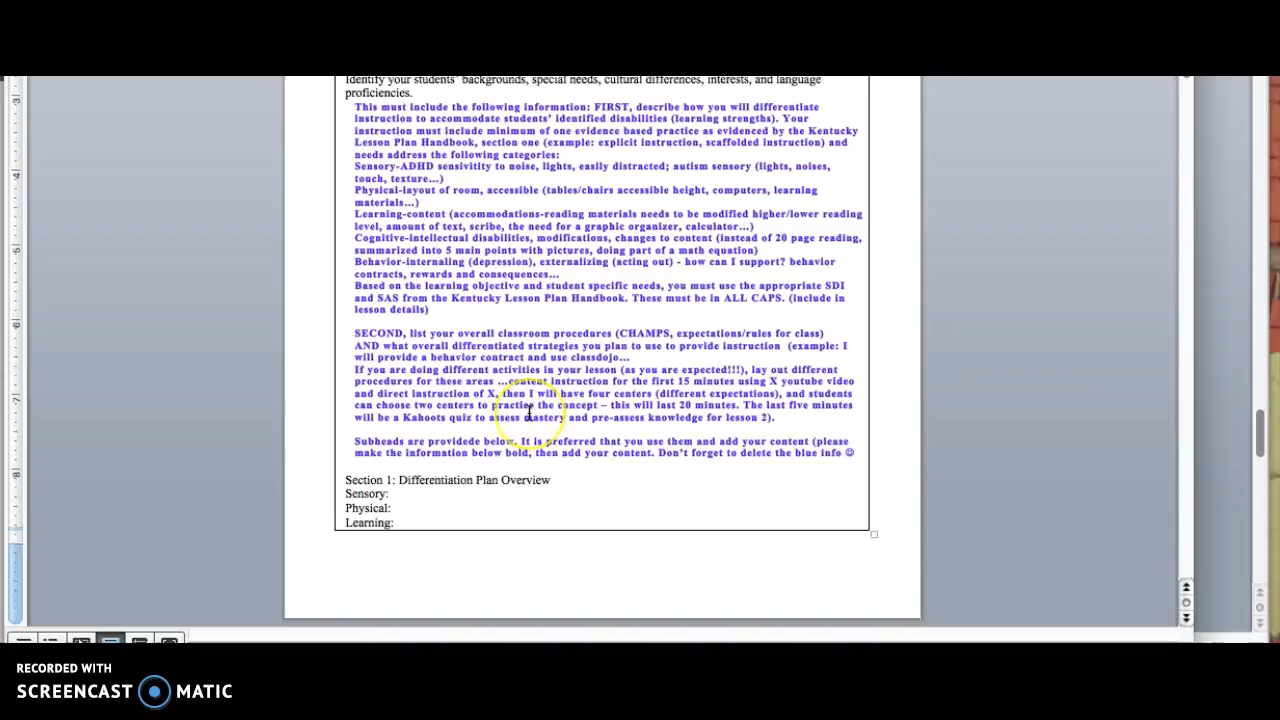 Identify your students' backgrounds, special needs, cultural differences, interests, and language
proficiencies.
This must include the following information: FIRST, describe how you will differentiate
instruction to accommodate students' identified disabilities (learning strengths). Your
instruction must include minimum of one evidence based practice as evidenced by the Kentucky
Lesson Plan Handbook, section one (example: explicit instruction, scaffolded instruction) and
needs address the following categories:
Sensory-ADHD sensivitity to noise, lights, easily distracted; autism sensory (lights, noises,
touch, texture...)
Physical-layout of room, accessible (tables/chairs accessible height, computers, learning
materials...)
Learning-content (accommodations-reading materials needs to be modified higher/lower reading
level, amount of text, scribe, the need for a graphic organizer, calculator...)
Cognitive-intellectual disabilities, modifications, changes to content (instead of 20 page reading,
summarized into 5 main points with pictures, doing part of a math equation)
Behavior-internaling (depression), externalizing (acting out) - how can I support? behavior
contracts, rewards and consequences...
Based on the learning objective and student specific needs, you must use the appropriate SDI
and SAS from the Kentucky Lesson Plan Handbook. These must be in ALL CAPS. (include in
lesson details)
SECOND, list your overall classroom procedures (CHAMPS, expectations/rules for class)
AND what overall differentiated strategies you plan to use to provide instruction (example: I
will provide a behavior contract and use classdojo...
If you are doing different activities in your lesson (as you are expected!!!), lay out different
procedures for these areas ...content instruction for the first 15 minutes using X youtube video
and direct instruction of X, then I will have four centers (different expectations), and students
can choose two centers to practice the concept – this will last 20 minutes. The last five minutes
will be a Kahoots quiz to assess mastery and pre-assess knowledge for lesson 2).
Subheads are providede below. It is preferred that you use them and add your content (please
make the information below bold, then add your content. Don't forget to delete the blue info ☺
Section 1: Differentiation Plan Overview
Sensory:
Physical:
Learning:
3
4
5
6
7
8
RECORDED WITH
SCREENCAST MATIC